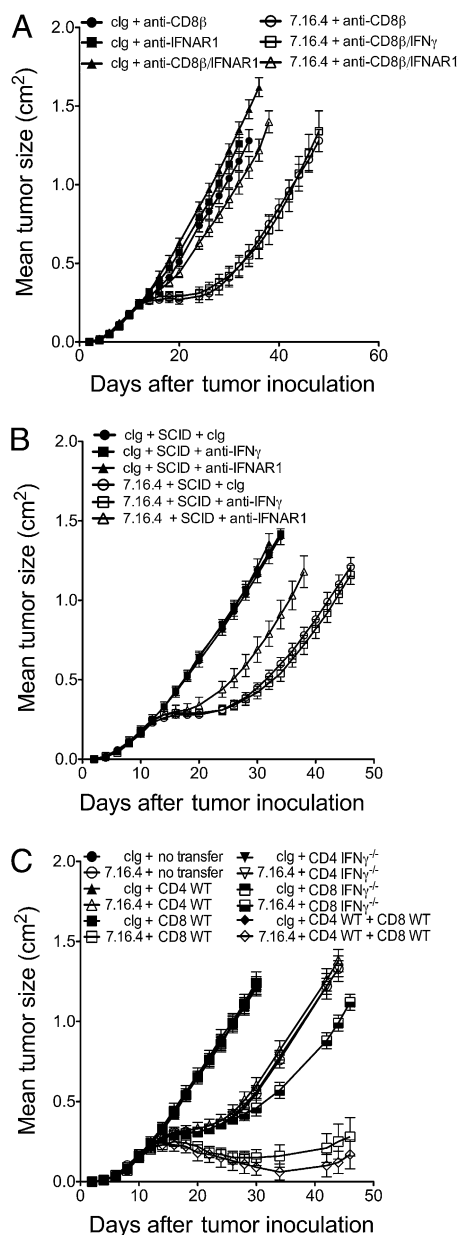 A
cIg + anti-CD8β
7.16.4 + anti-CD8β
cIg + anti-IFNAR1
7.16.4 + anti-CD8β/IFNγ
cIg + anti-CD8β/IFNAR1
7.16.4 + anti-CD8β/IFNAR1
Mean tumor size (cm²)
2.0
1.5
1.0
0.5
0.0
0
20
40
60
Days after tumor inoculation
B
cIg + SCID + cIg
cIg + SCID + anti-IFNγ
cIg + SCID + anti-IFNAR1
7.16.4 + SCID + cIg
7.16.4 + SCID + anti-IFNγ
7.16.4 + SCID + anti-IFNAR1
Mean tumor size (cm²)
2.0
1.5
1.0
0.5
0.0
0
10
20
30
40
50
Days after tumor inoculation
C
cIg + no transfer
cIg + CD4 IFNγ⁻/⁻
7.16.4 + no transfer
7.16.4 + CD4 IFNγ⁻/⁻
cIg + CD4 WT
cIg + CD8 IFNγ⁻/⁻
7.16.4 + CD4 WT
7.16.4 + CD8 IFNγ⁻/⁻
cIg + CD8 WT
cIg + CD4 WT + CD8 WT
7.16.4 + CD8 WT
7.16.4 + CD4 WT + CD8 WT
Mean tumor size (cm²)
2.0
1.5
1.0
0.5
0.0
0
10
20
30
40
50
Days after tumor inoculation